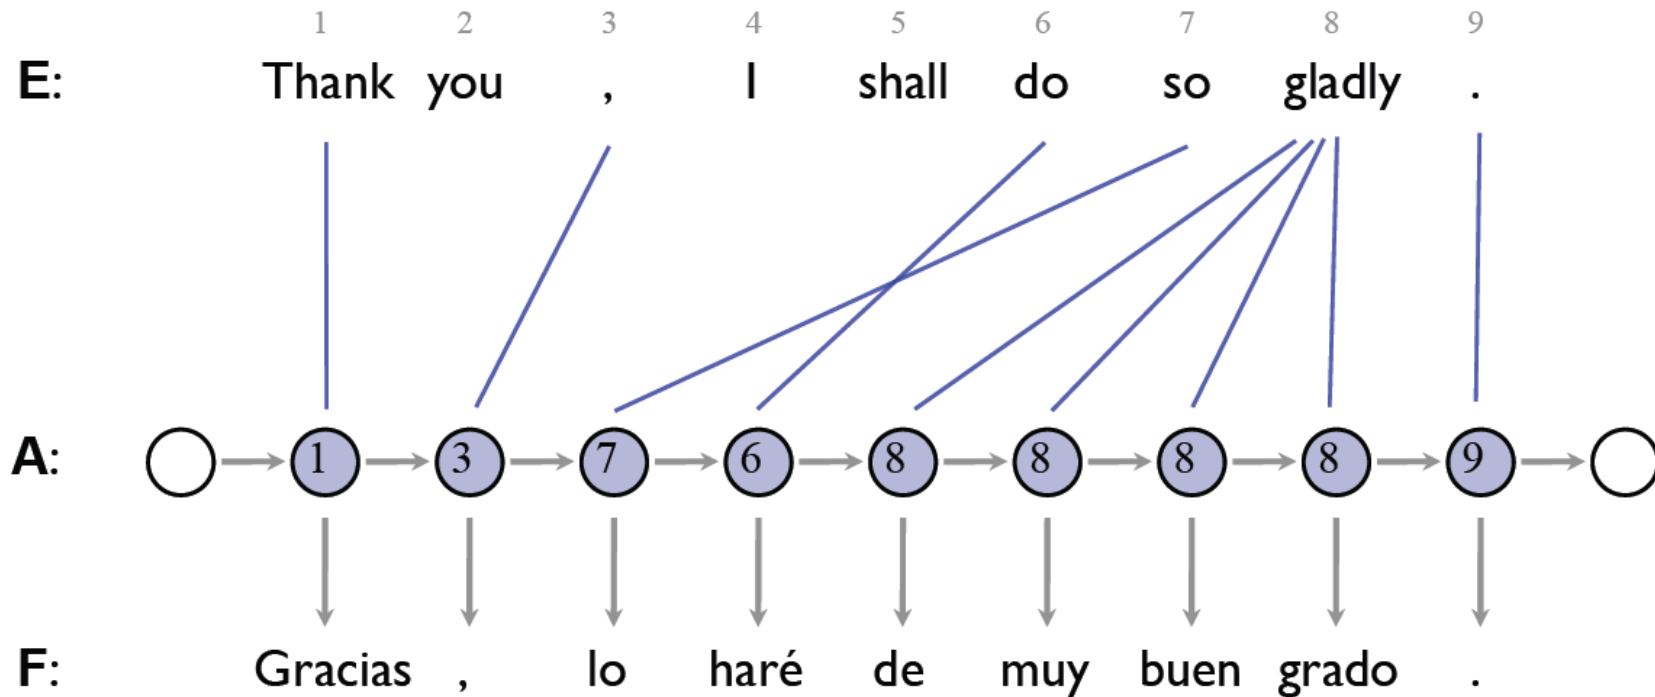 1 2 3 4 5 6 7 8 9
E: Thank you , I shall do so gladly .
A: 1 3 7 6 8 8 8 8 9
F: Gracias , lo haré de muy buen grado .